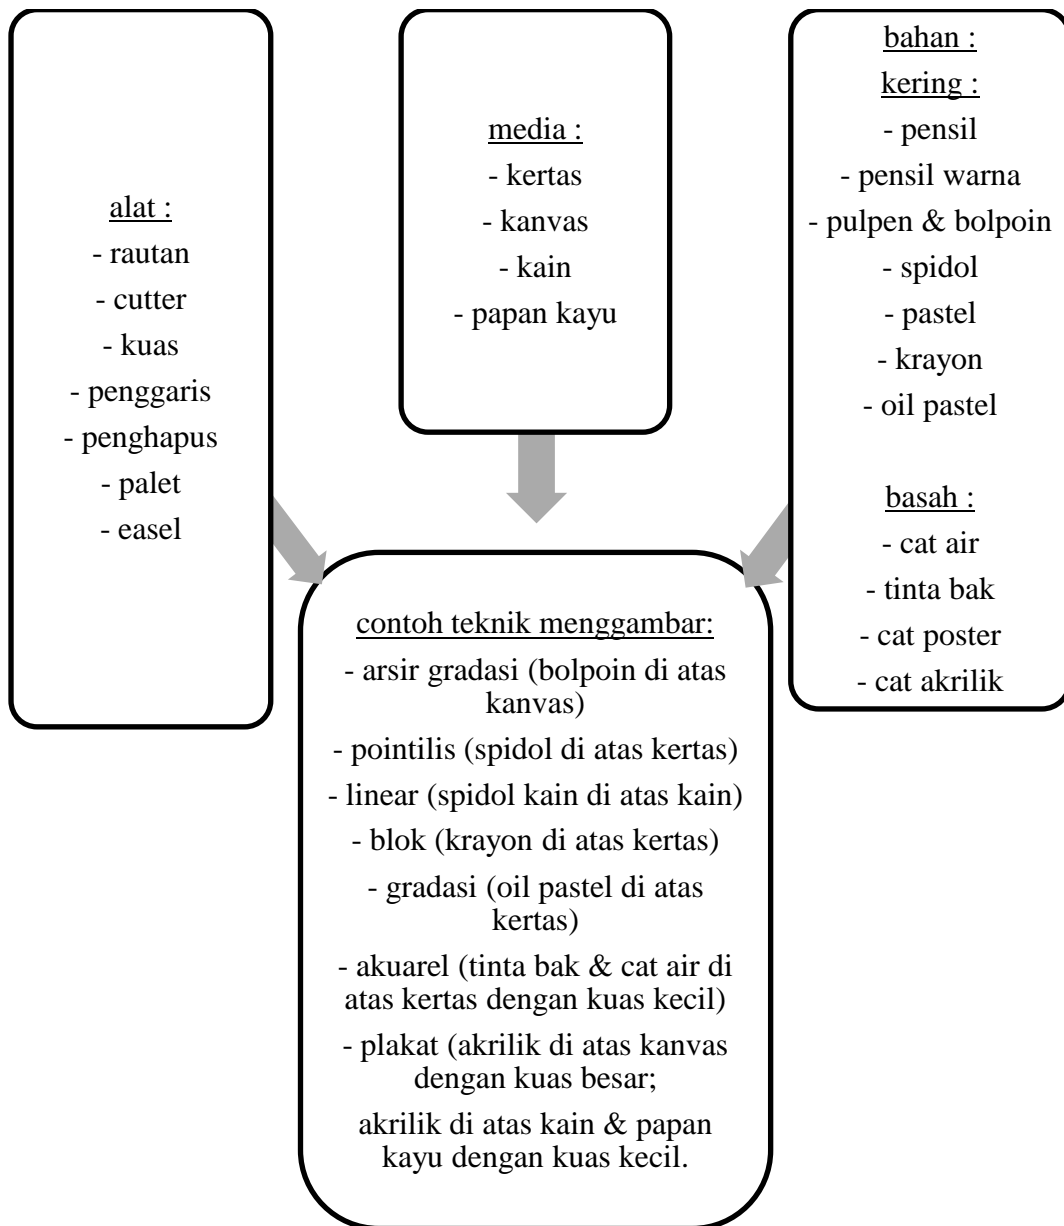 alat :
- rautan
- cutter
- kuas
- penggaris
- penghapus
- palet
- easel
media :
- kertas
- kanvas
- kain
- papan kayu
bahan :
kering :
- pensil
- pensil warna
- pulpen & bolpoin
- spidol
- pastel
- krayon
- oil pastel
basah :
- cat air
- tinta bak
- cat poster
- cat akrilik
contoh teknik menggambar:
- arsir gradasi (bolpoin di atas
kanvas)
- pointilis (spidol di atas kertas)
- linear (spidol kain di atas kain)
- blok (krayon di atas kertas)
- gradasi (oil pastel di atas
kertas)
- akuarel (tinta bak & cat air di
atas kertas dengan kuas kecil)
- plakat (akrilik di atas kanvas
dengan kuas besar;
akrilik di atas kain & papan
kayu dengan kuas kecil.